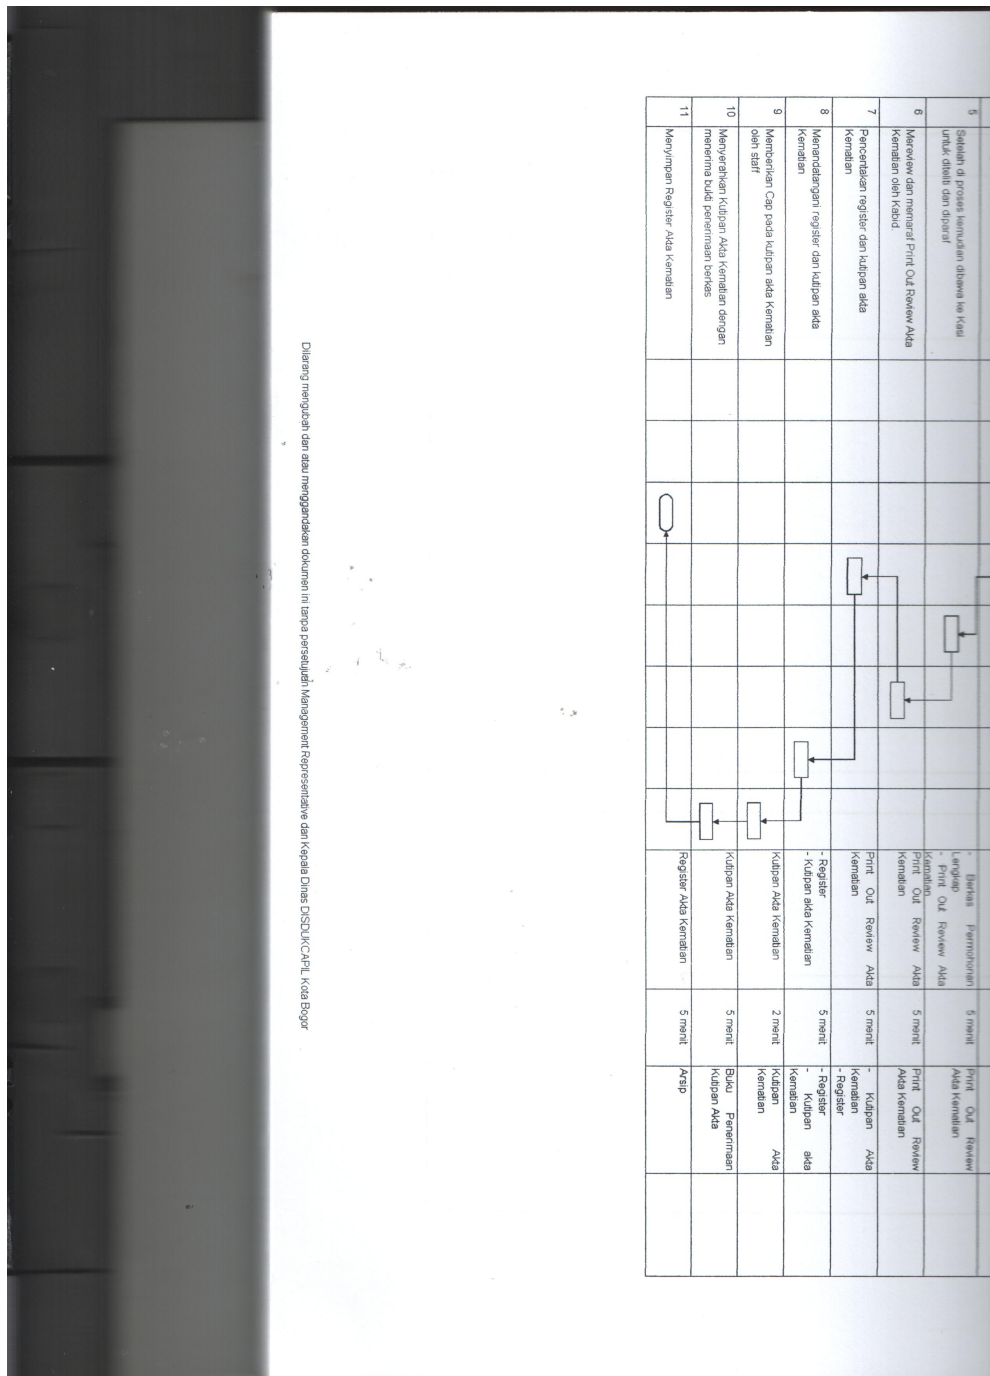 5 Setelah di proses kemudian dibawa ke Kasi
untuk diteliti dan diparaf
- Berkas Permohonan
Lengkap
- Print Out Review Akta
Kematian
5 menit
Print Out Review
Akta Kematian
6 Mereview dan memaraf Print Out Review Akta
Kematian oleh Kabid.
Print Out Review Akta
Kematian
5 menit
Print Out Review
Akta Kematian
7 Pencentakan register dan kutipan akta
Kematian
Print Out Review Akta
Kematian
5 menit
- Kutipan Akta
Kematian
- Register
8 Menandatangani register dan kutipan akta
Kematian
- Register
- Kutipan akta Kematian
5 menit
- Register
- Kutipan akta
Kematian
9 Memberikan Cap pada kutipan akta Kematian
oleh staff
Kutipan Akta Kematian
2 menit
Kutipan Akta
Kematian
10 Menyerahkan Kutipan Akta Kematian dengan
menerima bukti penerimaan berkas
Kutipan Akta Kematian
5 menit
Buku Penerimaan
Kutipan Akta
11 Menyimpan Register Akta Kematian
Register Akta Kematian
5 menit
Arsip
Dilarang mengubah dan atau menggandakan dokumen ini tanpa persetujuan Management Representative dan Kepala Dinas DISDUKCAPIL Kota Bogor